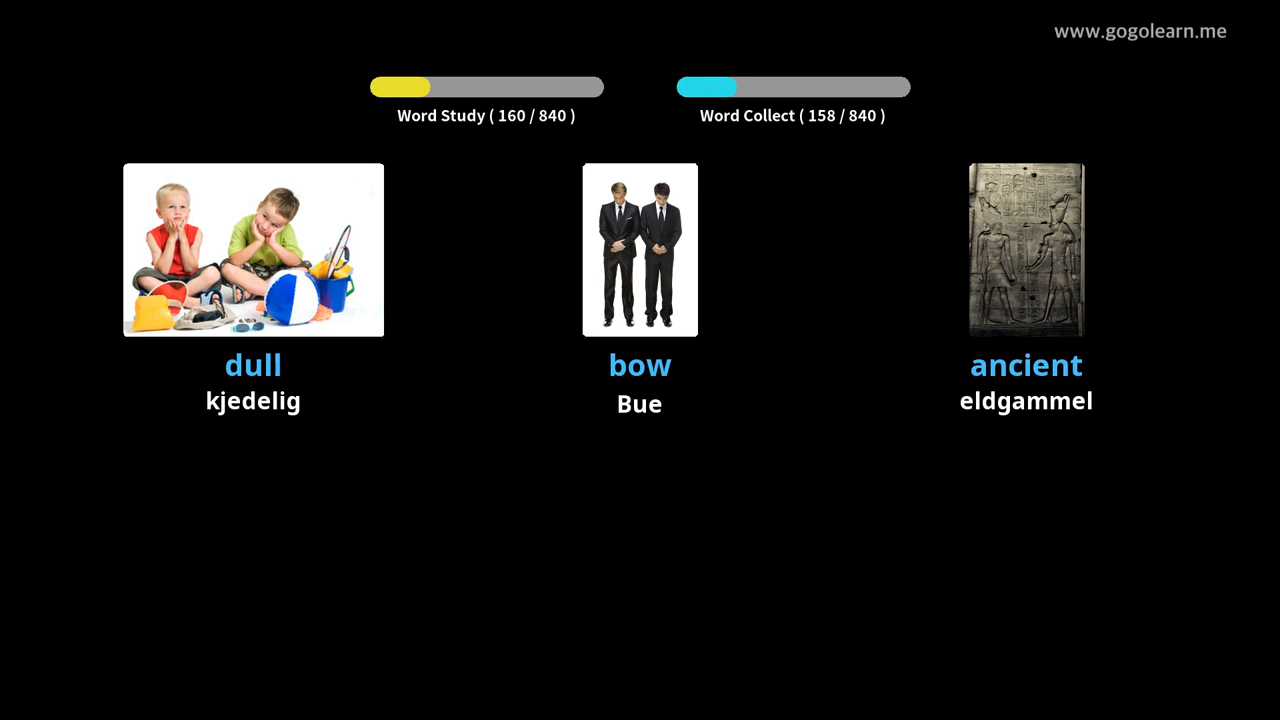 www.gogolearn.me
Word Study ( 160 / 840 )
Word Collect ( 158 / 840 )
dull
kjedelig
bow
Bue
ancient
eldgammel